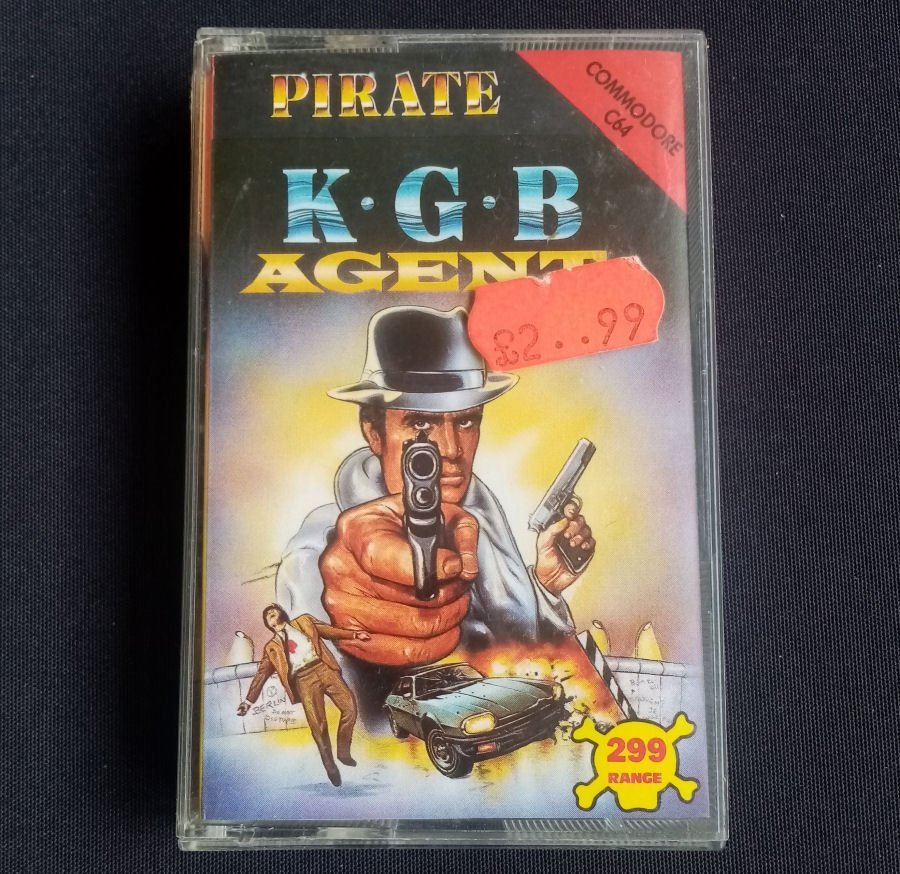 PIRATE
COMMODORE
C64
K·G·B
AGENT
£2..99
BERLIN
299
RANGE